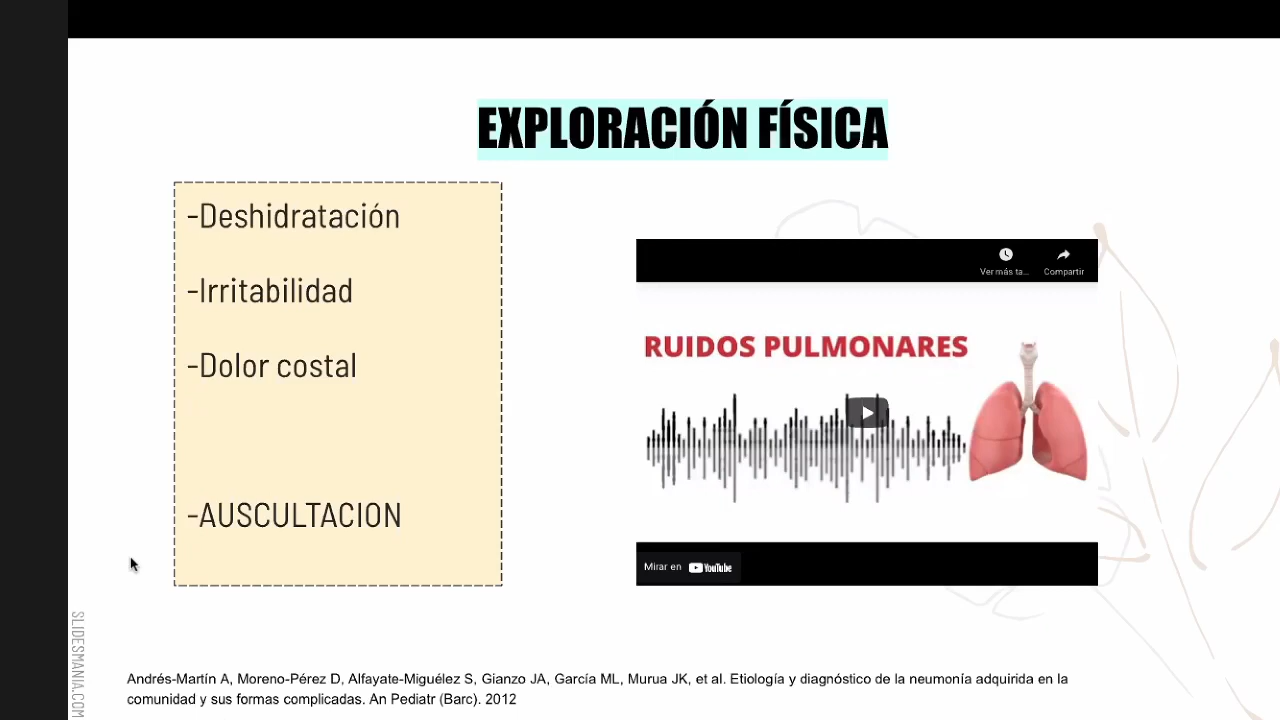 EXPLORACIÓN FÍSICA
-Deshidratación
-Irritabilidad
-Dolor costal
-AUSCULTACION
Ver más ta...
Compartir
RUIDOS PULMONARES
Mirar en YouTube
SLIDESMANIA.COM
Andrés-Martín A, Moreno-Pérez D, Alfayate-Miguélez S, Gianzo JA, García ML, Murua JK, et al. Etiología y diagnóstico de la neumonía adquirida en la
comunidad y sus formas complicadas. An Pediatr (Barc). 2012